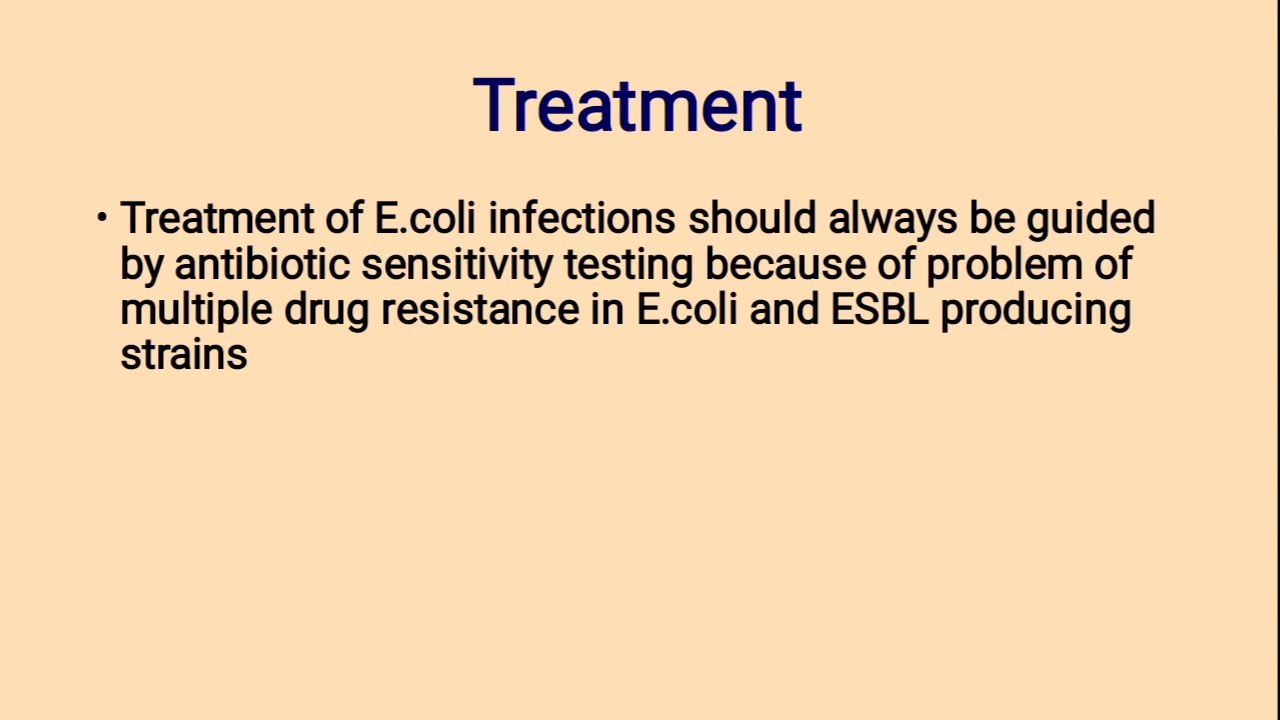 Treatment
• Treatment of E.coli infections should always be guided
by antibiotic sensitivity testing because of problem of
multiple drug resistance in E.coli and ESBL producing
strains